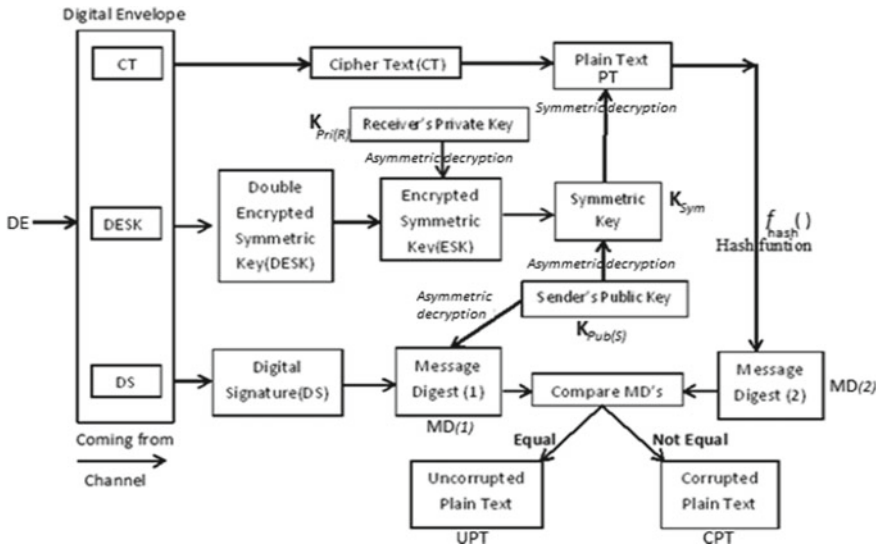 Digital Envelope
CT
Cipher Text(CT)
Plain Text
PT
Symmetric decryption
K Pri(R)
Receiver's Private Key
Asymmetric decryption
DE
DESK
Double
Encrypted
Symmetric
Key(DESK)
Encrypted
Symmetric
Key(ESK)
Symmetric
Key
K Sym
f hash ()
Hash funtion
Asymmetric decryption
Asymmetric
decryption
Sender's Public Key
K Pub(S)
DS
Digital
Signature(DS)
Message
Digest (1)
MD(1)
Compare MD's
Message
Digest (2)
MD(2)
Coming from
Channel
Equal
Not Equal
Uncorrupted
Plain Text
UPT
Corrupted
Plain Text
CPT